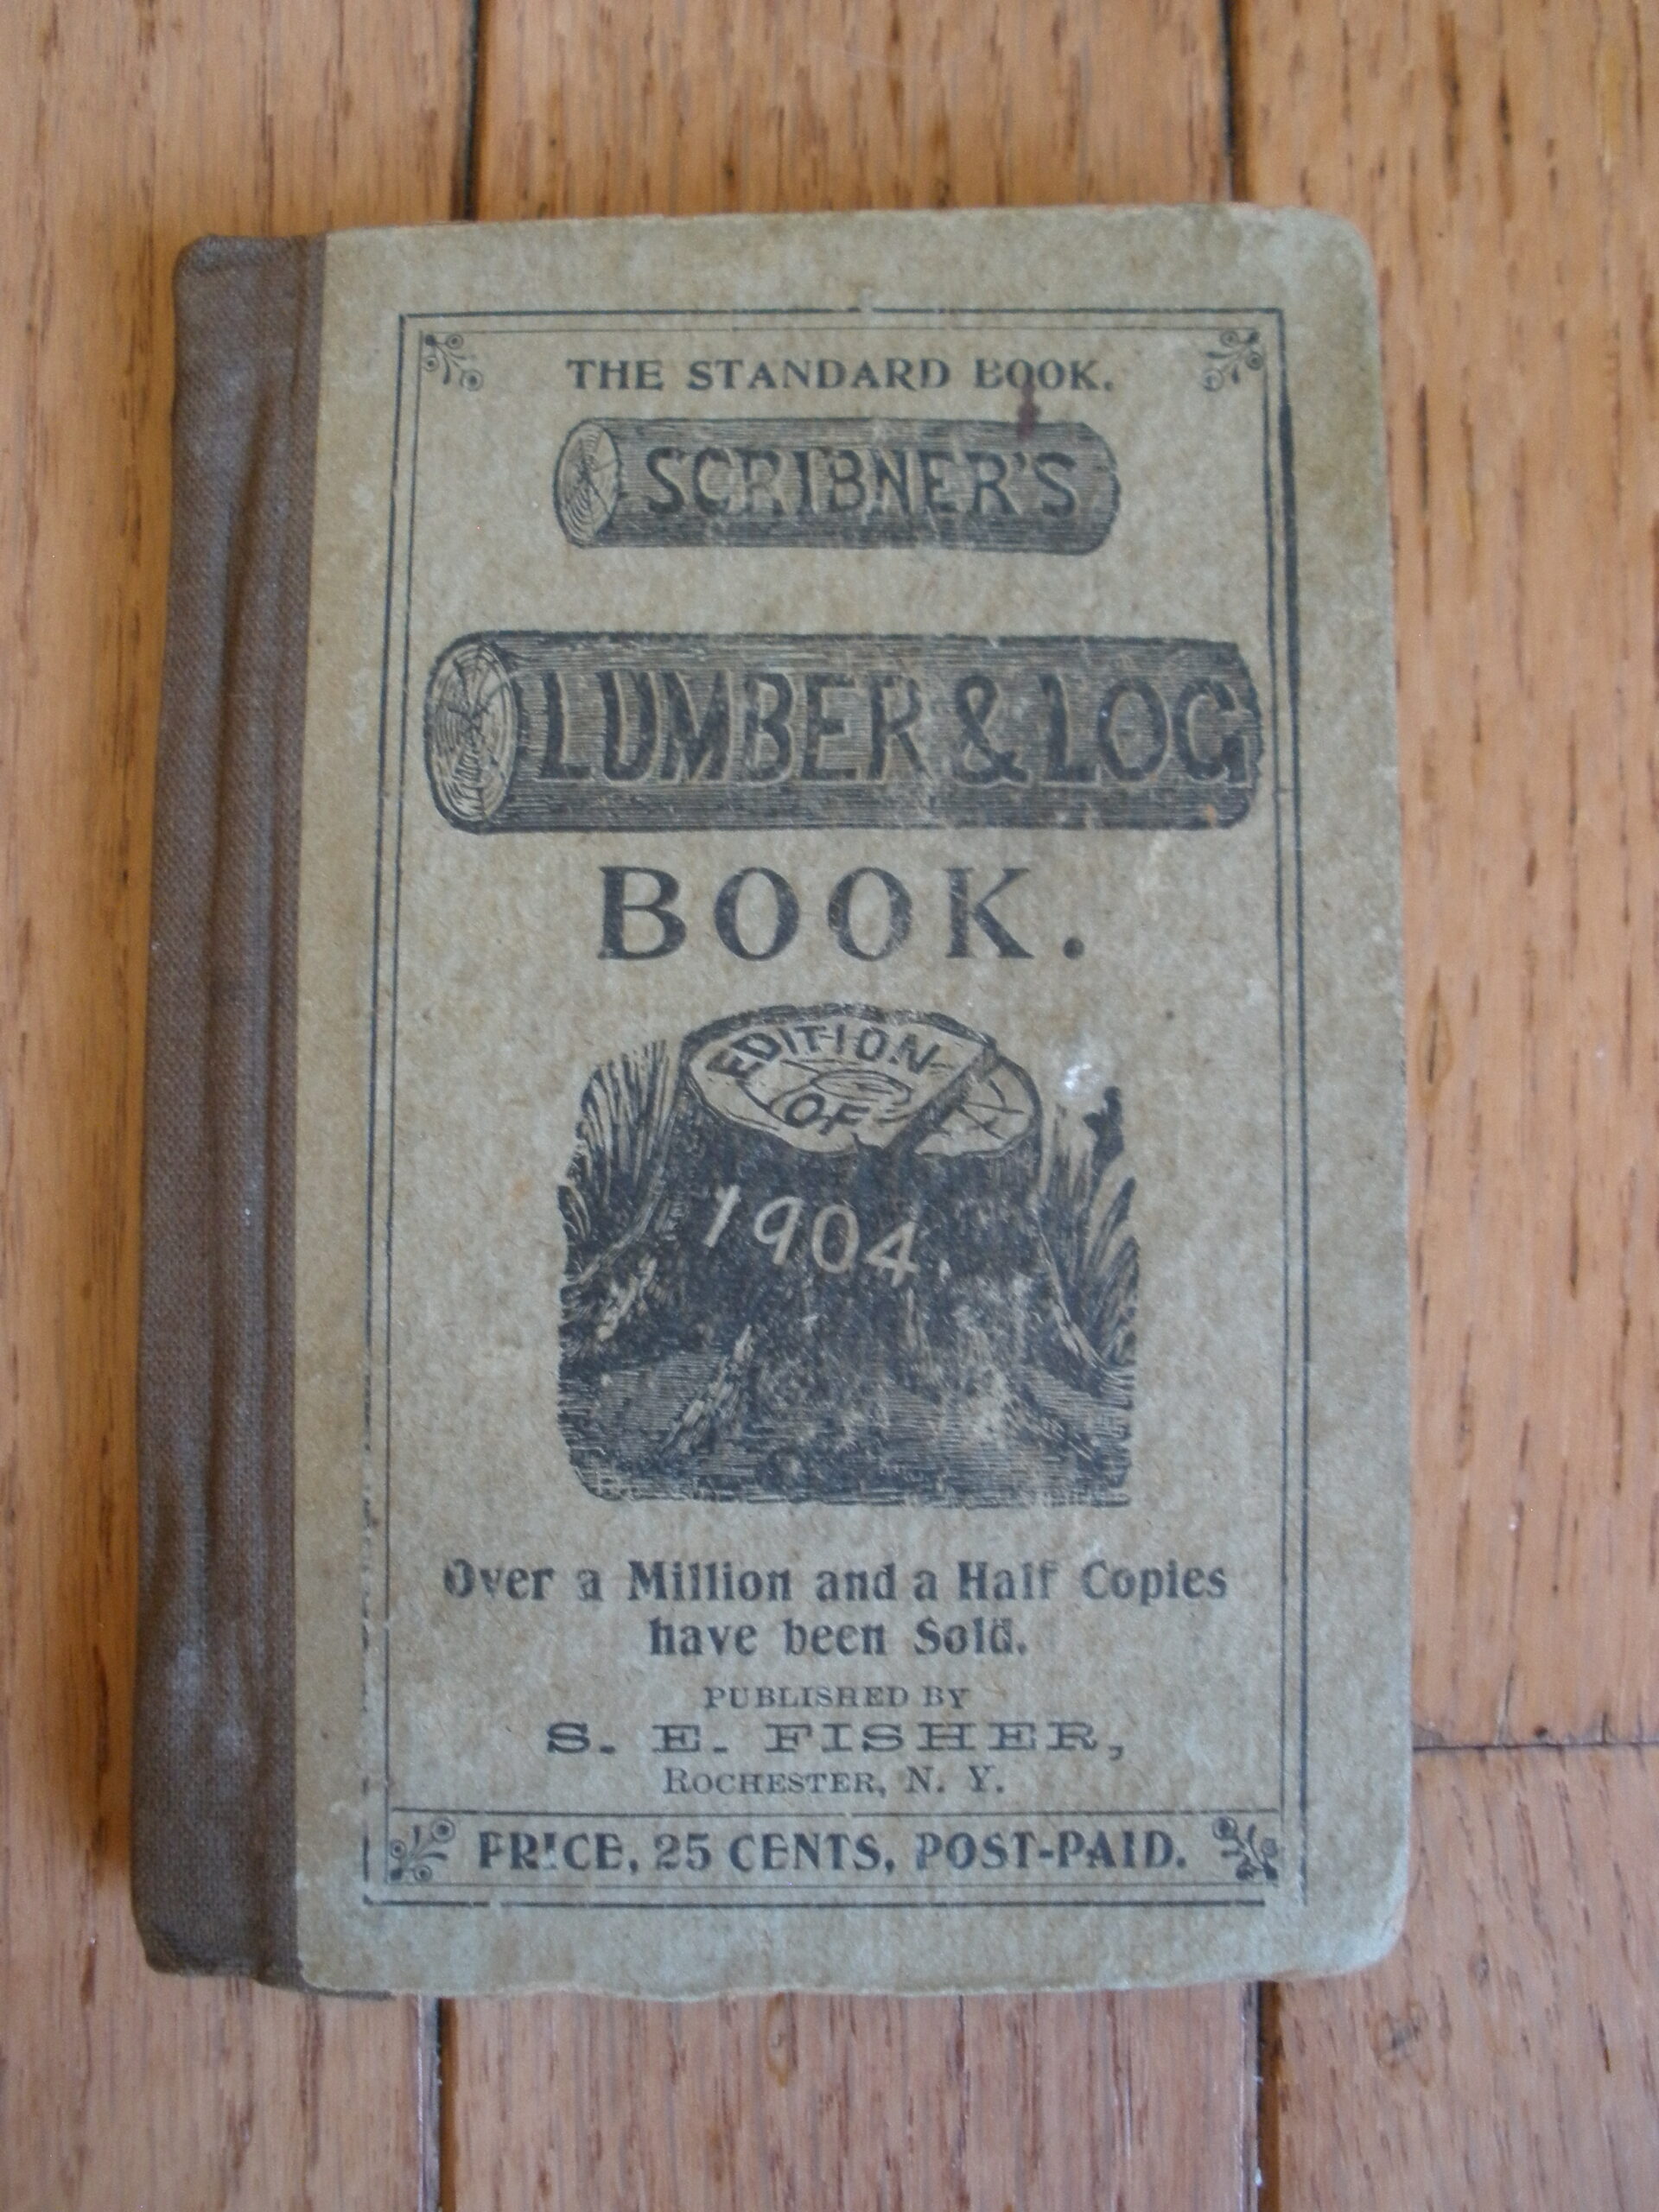 THE STANDARD BOOK.
SCRIBNER'S
LUMBER & LOG
BOOK.
EDITION
OF
1904
Over a Million and a Half Copies
have been Sold.
PUBLISHED BY
S. E. FISHER,
ROCHESTER, N. Y.
PRICE, 25 CENTS, POST-PAID.